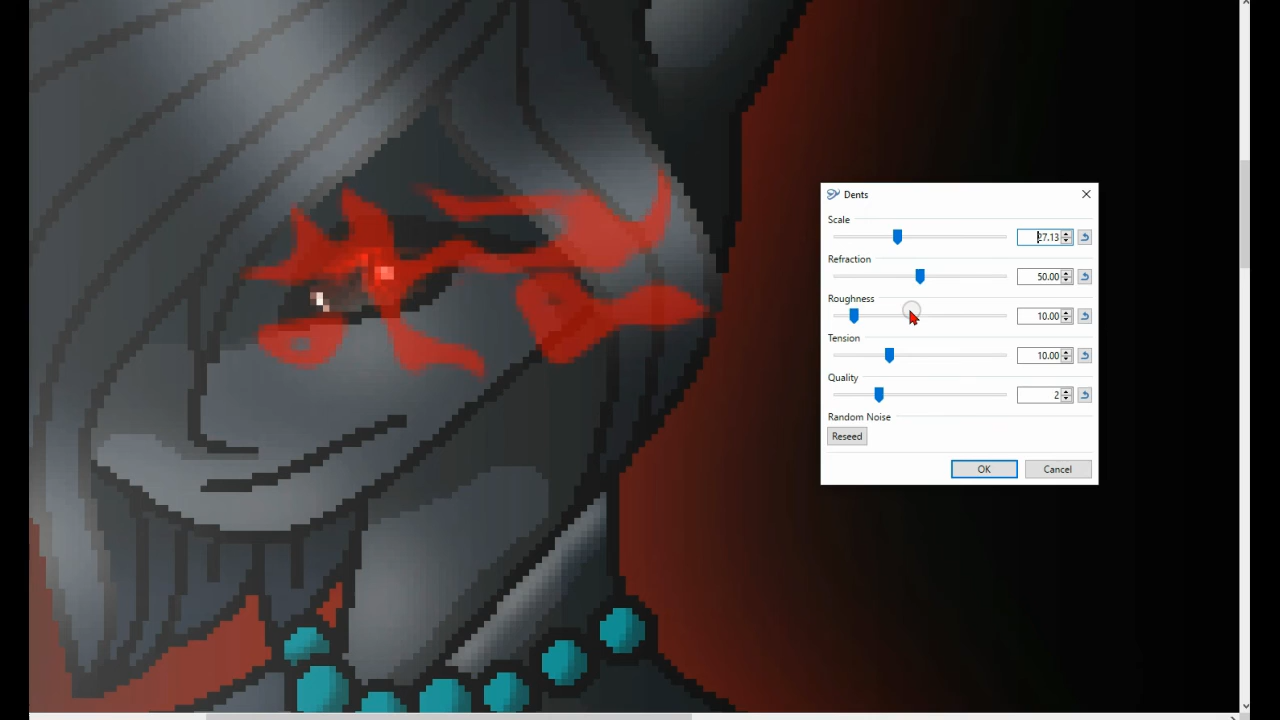 Dents
Scale
27.13
Refraction
50.00
Roughness
10.00
Tension
10.00
Quality
2
Random Noise
Reseed
OK
Cancel